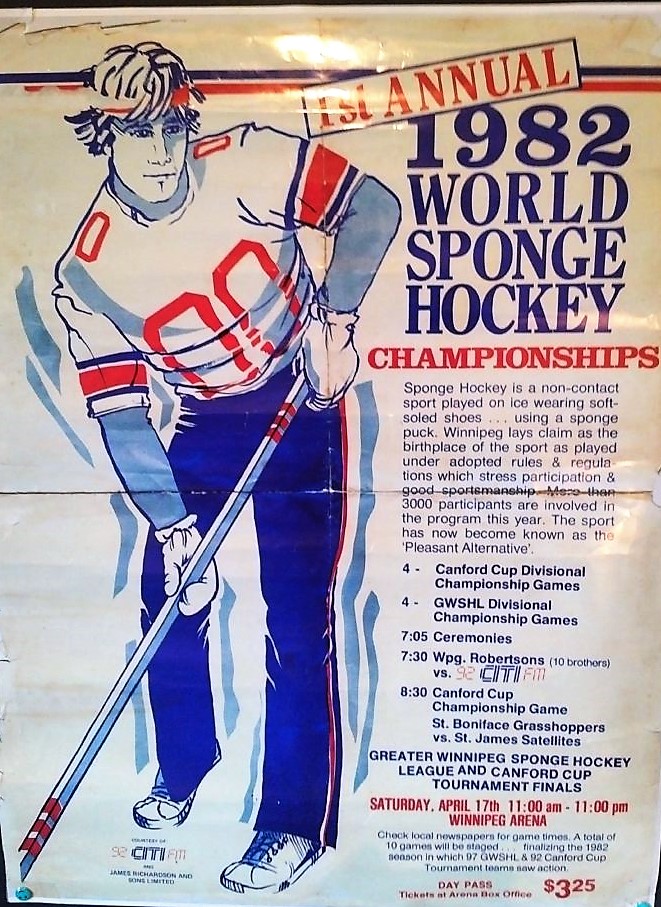 1st ANNUAL
1982
WORLD
SPONGE
HOCKEY
CHAMPIONSHIPS
Sponge Hockey is a non-contact
sport played on ice wearing soft-
soled shoes . . . using a sponge
puck. Winnipeg lays claim as the
birthplace of the sport as played
under adopted rules & regula-
tions which stress participation &
good sportsmanship. More than
3000 participants are involved in
the program this year. The sport
has now become known as the
'Pleasant Alternative'.
4 - Canford Cup Divisional
Championship Games
4 - GWSHL Divisional
Championship Games
7:05 Ceremonies
7:30 Wpg. Robertsons (10 brothers)
vs. 92 CITI FM
8:30 Canford Cup
Championship Game
St. Boniface Grasshoppers
vs. St. James Satellites
GREATER WINNIPEG SPONGE HOCKEY
LEAGUE AND CANFORD CUP
TOURNAMENT FINALS
SATURDAY, APRIL 17th 11:00 am - 11:00 pm
WINNIPEG ARENA
Check local newspapers for game times. A total of
10 games will be staged . . . finalizing the 1982
season in which 97 GWSHL & 92 Canford Cup
Tournament teams saw action.
DAY PASS $3.25
Tickets at Arena Box Office
00
0
COURTESY OF
92 CITI FM
AND
JAMES RICHARDSON AND
SONS LIMITED